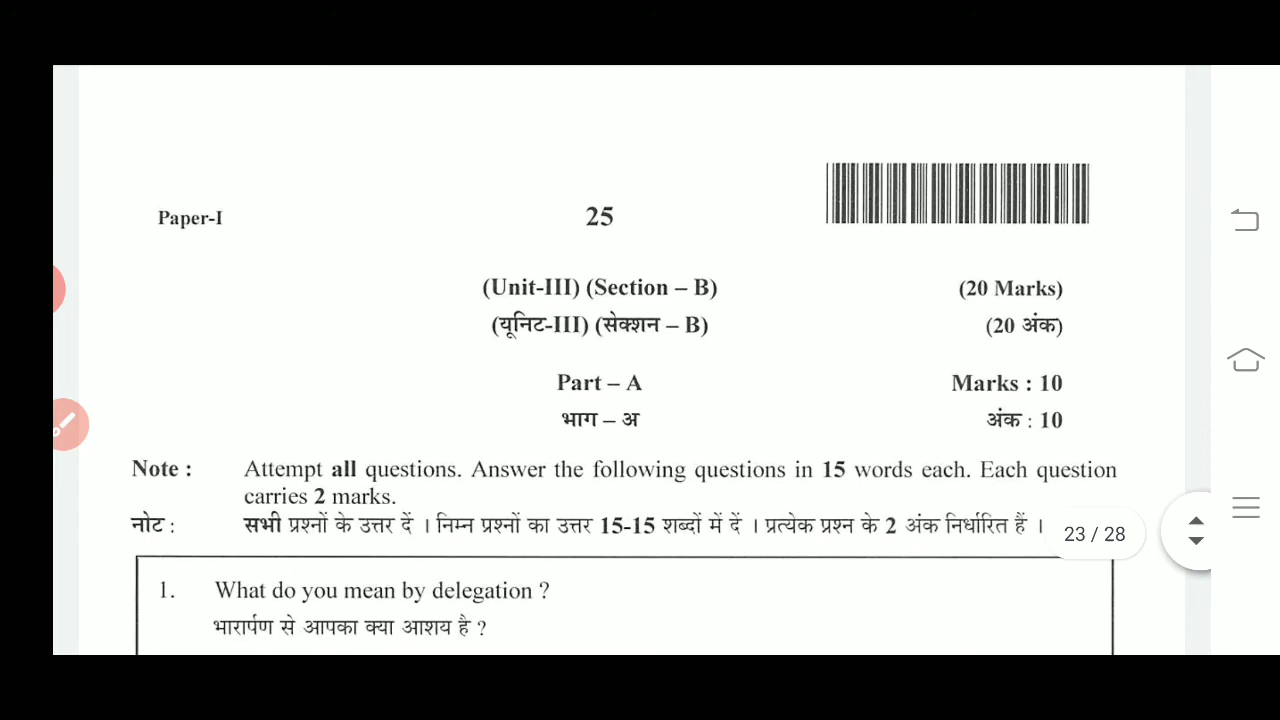 Paper-I
25
(Unit-III) (Section – B)
(20 Marks)
(यूनिट-III) (सेक्शन – B)
(20 अंक)
Part – A
Marks : 10
भाग – अ
अंक : 10
Note : Attempt all questions. Answer the following questions in 15 words each. Each question
carries 2 marks.
नोट : सभी प्रश्नों के उत्तर दें । निम्न प्रश्नों का उत्तर 15-15 शब्दों में दें । प्रत्येक प्रश्न के 2 अंक निर्धारित हैं ।
23 / 28
1. What do you mean by delegation ?
भारार्पण से आपका क्या आशय है ?